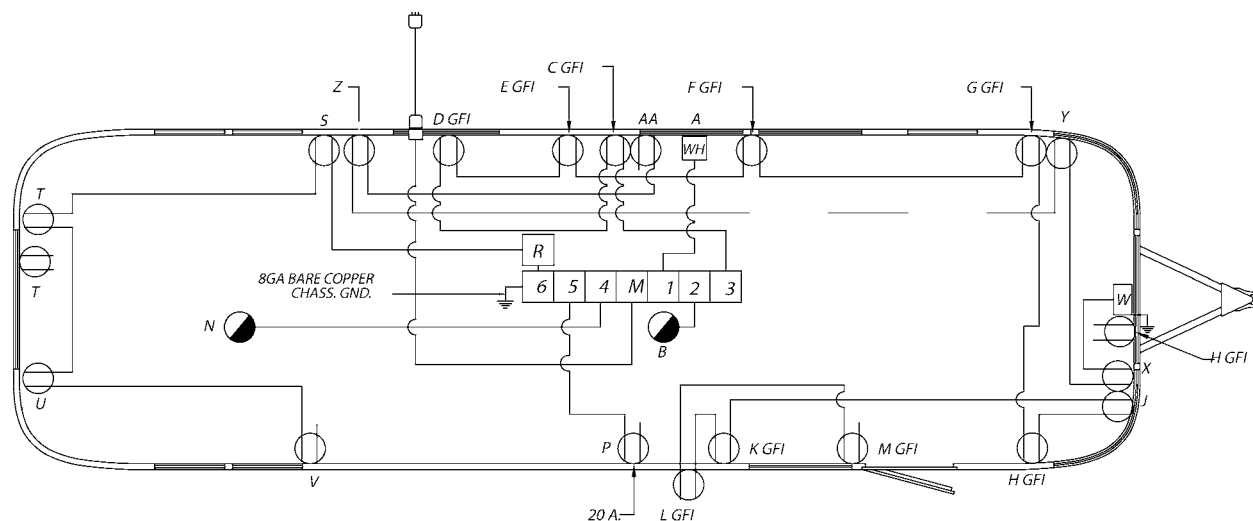 C GFI
E GFI
F GFI
G GFI
Z
S
D GFI
AA
A
Y
WH
T
T
R
8GA BARE COPPER
CHASS. GND.
6 5 4 M 1 2 3
W
N
B
H GFI
X
U
J
P
K GFI
M GFI
V
H GFI
20 A.
L GFI